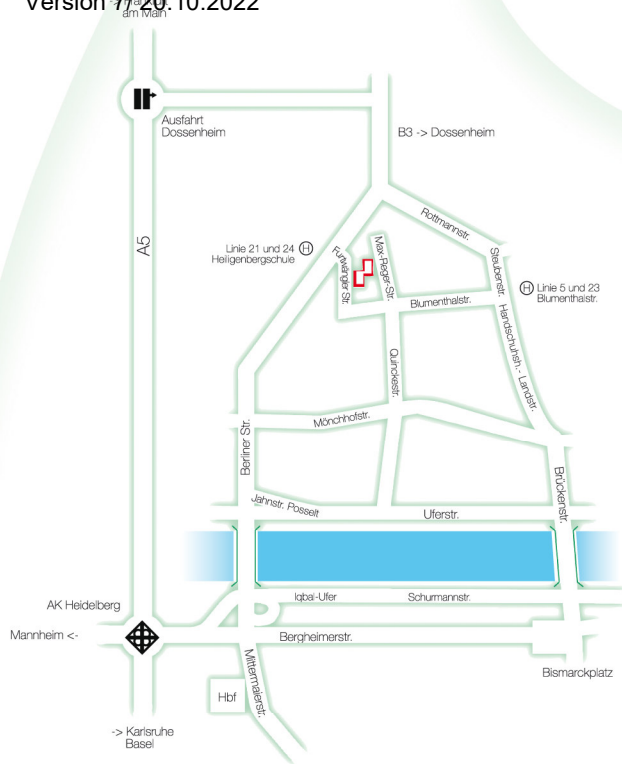 Version 7/ 20.10.2022
-> Frankfurt
am Main
Ausfahrt
Dossenheim
B3 -> Dossenheim
A5
Rottmannstr.
Linie 21 und 24 H
Heiligenbergschule
Furtwängler Str.
Max-Reger-Str.
Steubenstr.
H Linie 5 und 23
Blumenthalstr.
Blumenthalstr.
Handschuhsh.- Landstr.
Quinckestr.
Mönchhofstr.
Berliner Str.
Brückenstr.
Jahnstr. Posselt
Uferstr.
Iqbal-Ufer
Schurmannstr.
AK Heidelberg
Mannheim <-
Bergheimerstr.
Mittermaierstr.
Bismarckplatz
Hbf
-> Karlsruhe
Basel